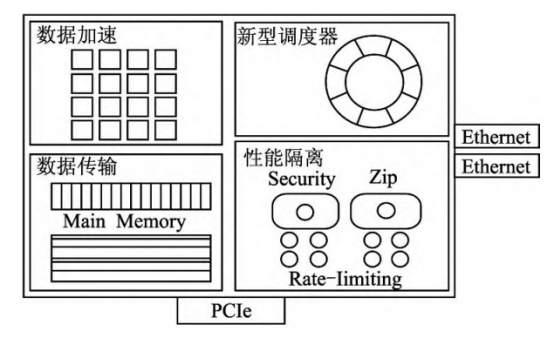 数据加速
新型调度器
Ethernet
Ethernet
数据传输
Main Memory
性能隔离
Security Zip
Rate-Iimiting
PCIe